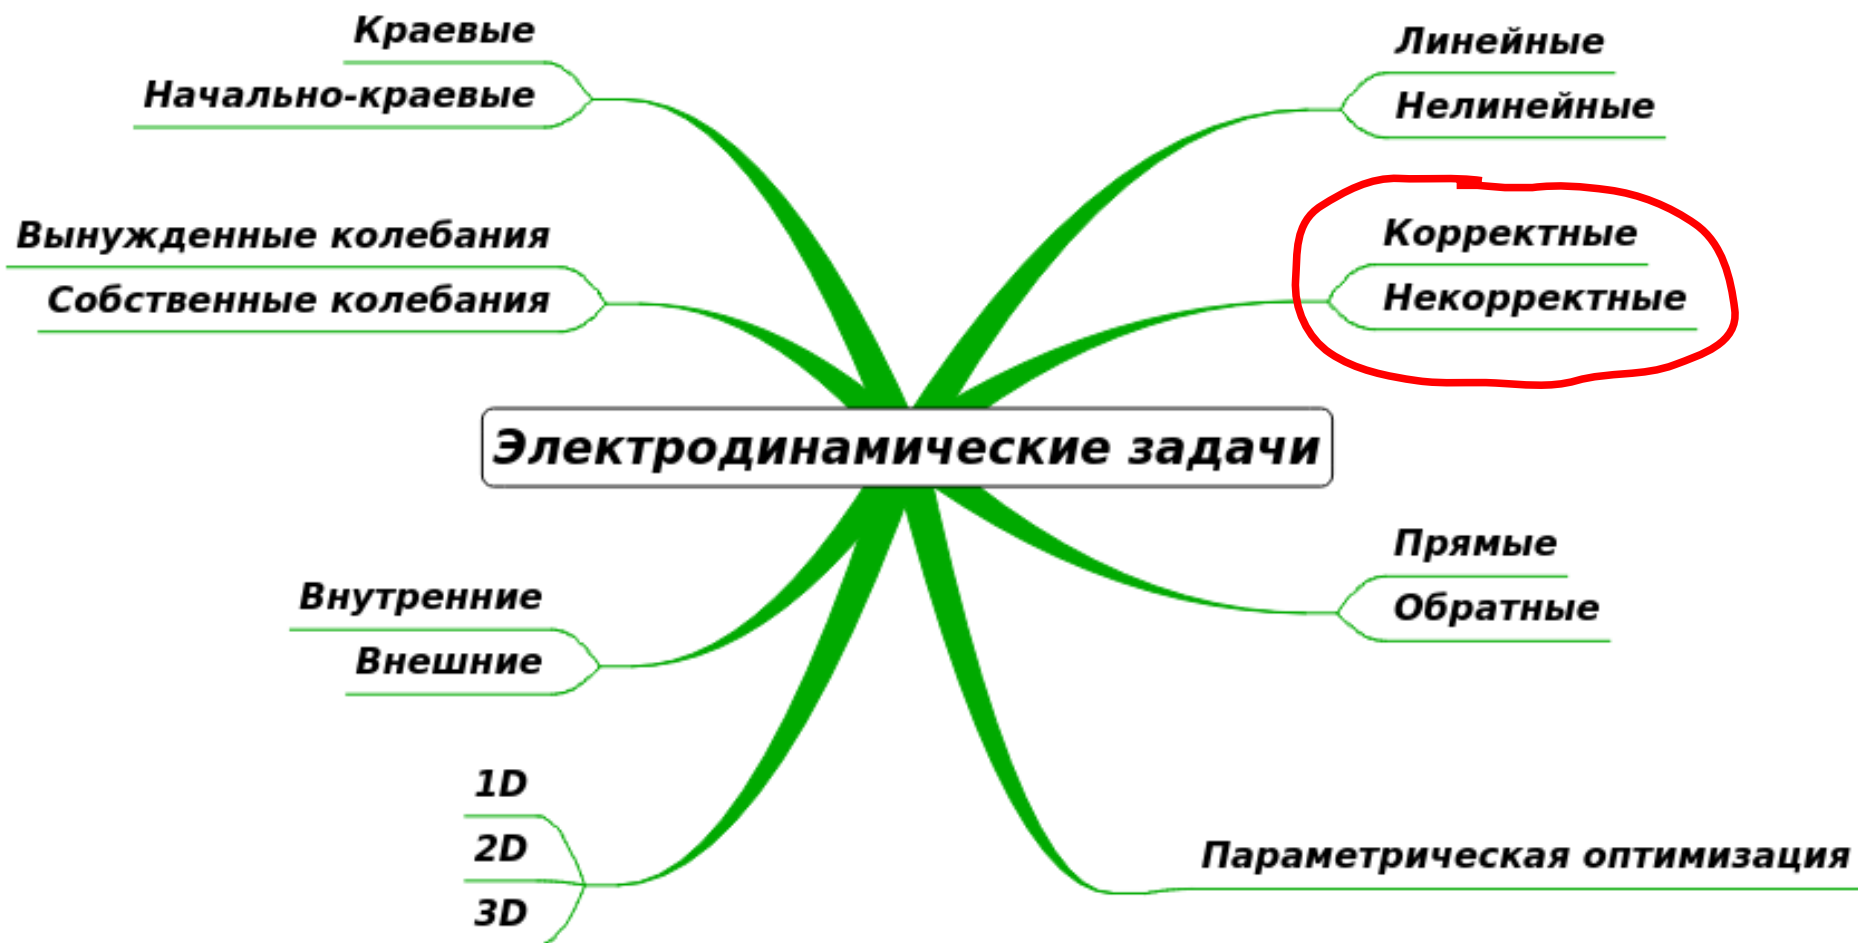 Краевые
Начально-краевые
Вынужденные колебания
Собственные колебания
Линейные
Нелинейные
Корректные
Некорректные
Электродинамические задачи
Внутренние
Внешние
1D
2D
3D
Прямые
Обратные
Параметрическая оптимизация